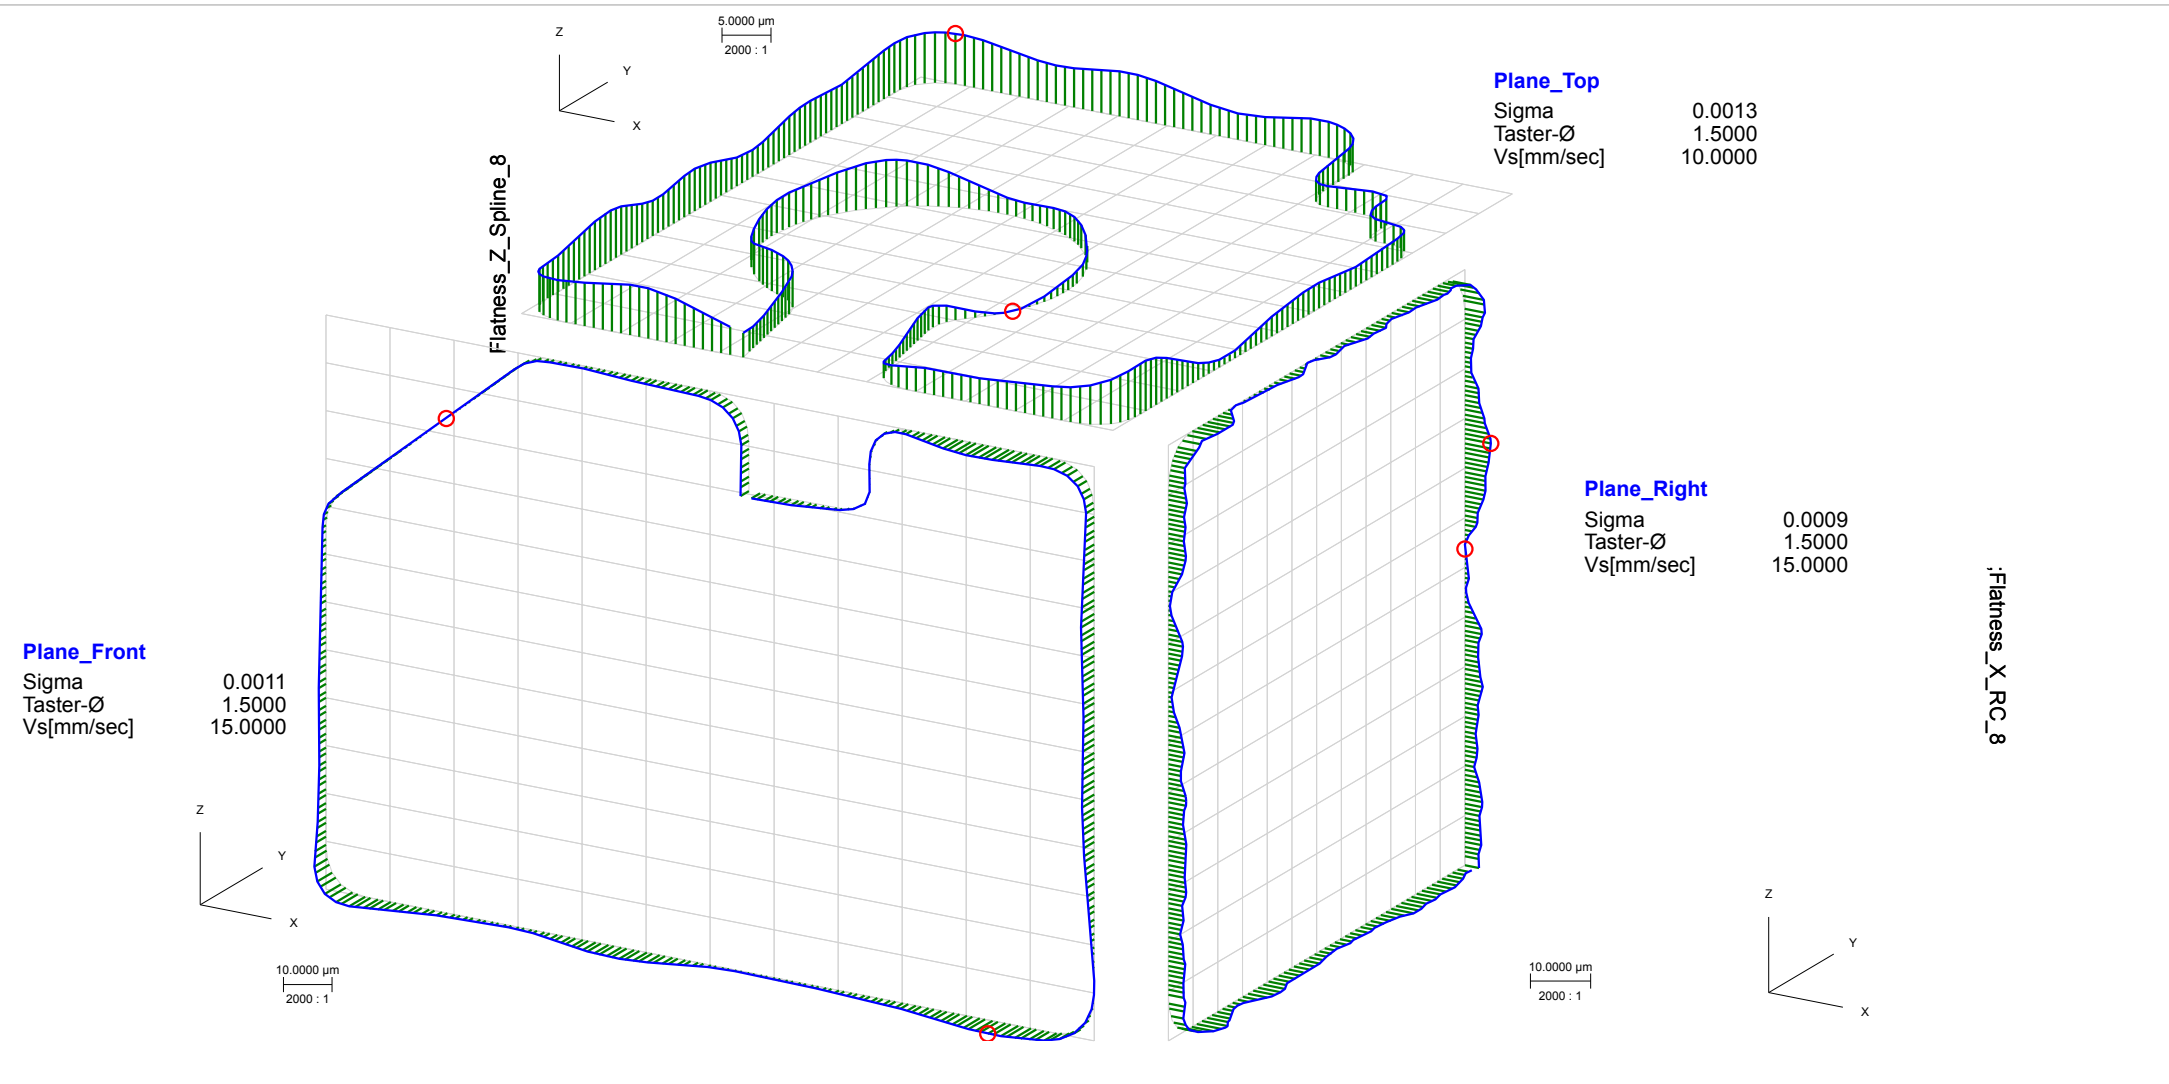 5.0000 µm
2000 : 1
Z
Y
X
Plane_Top
Sigma 0.0013
Taster-Ø 1.5000
Vs[mm/sec] 10.0000
Flatness_Z_Spline_8
Plane_Right
Sigma 0.0009
Taster-Ø 1.5000
Vs[mm/sec] 15.0000
;Flatness_X_RC_8
Plane_Front
Sigma 0.0011
Taster-Ø 1.5000
Vs[mm/sec] 15.0000
Z
Y
X
10.0000 µm
2000 : 1
10.0000 µm
2000 : 1
Z
Y
X